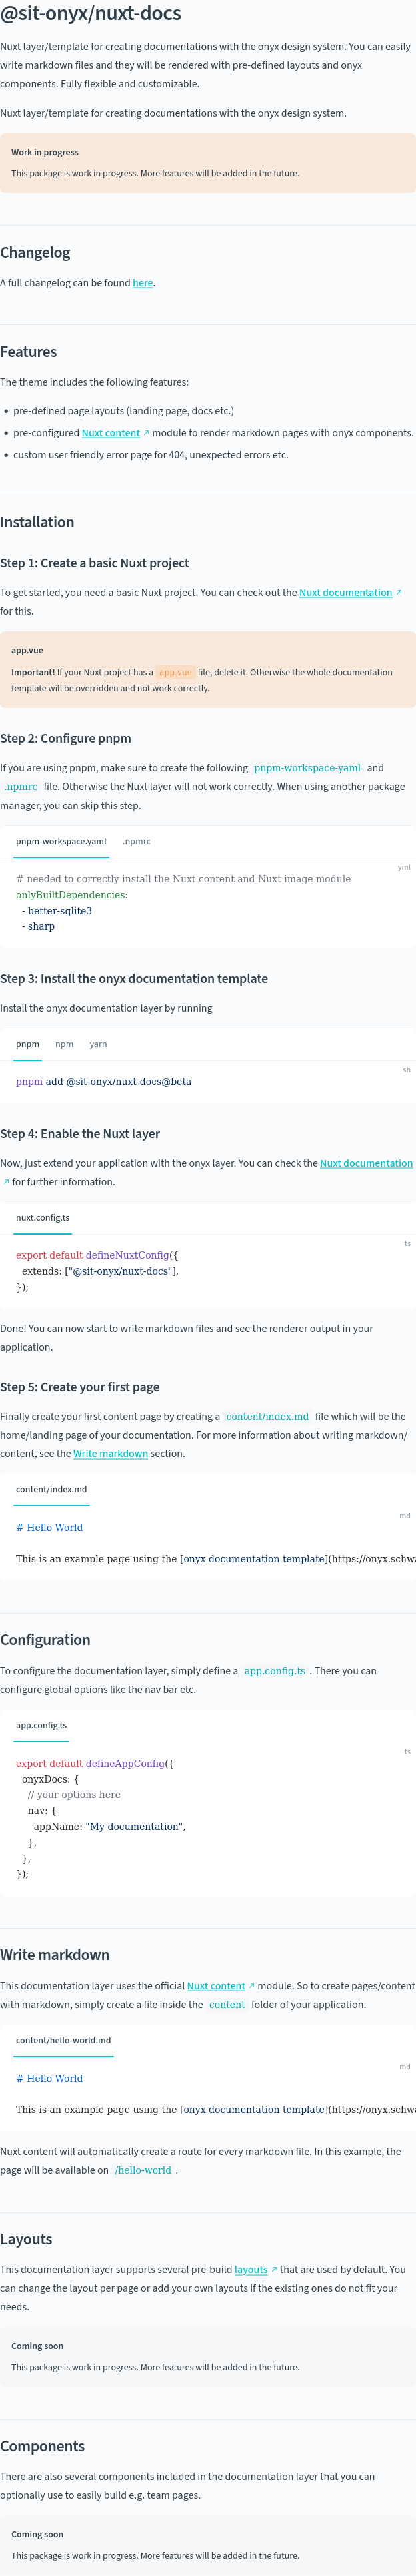 @sit-onyx/nuxt-docs
Nuxt layer/template for creating documentations with the onyx design system. You can easily
write markdown files and they will be rendered with pre-defined layouts and onyx
components. Fully flexible and customizable.
Nuxt layer/template for creating documentations with the onyx design system.
Work in progress
This package is work in progress. More features will be added in the future.
Changelog
A full changelog can be found here.
Features
The theme includes the following features:
• pre-defined page layouts (landing page, docs etc.)
• pre-configured Nuxt content ↗ module to render markdown pages with onyx components.
• custom user friendly error page for 404, unexpected errors etc.
Installation
Step 1: Create a basic Nuxt project
To get started, you need a basic Nuxt project. You can check out the Nuxt documentation ↗
for this.
app.vue
Important! If your Nuxt project has a app.vue file, delete it. Otherwise the whole documentation
template will be overridden and not work correctly.
Step 2: Configure pnpm
If you are using pnpm, make sure to create the following pnpm-workspace-yaml and
.npmrc file. Otherwise the Nuxt layer will not work correctly. When using another package
manager, you can skip this step.
pnpm-workspace.yaml .npmrc
yml
# needed to correctly install the Nuxt content and Nuxt image module
onlyBuiltDependencies:
- better-sqlite3
- sharp
Step 3: Install the onyx documentation template
Install the onyx documentation layer by running
pnpm npm yarn
sh
pnpm add @sit-onyx/nuxt-docs@beta
Step 4: Enable the Nuxt layer
Now, just extend your application with the onyx layer. You can check the Nuxt documentation
↗ for further information.
nuxt.config.ts
ts
export default defineNuxtConfig({
extends: ["@sit-onyx/nuxt-docs"],
});
Done! You can now start to write markdown files and see the renderer output in your
application.
Step 5: Create your first page
Finally create your first content page by creating a content/index.md file which will be the
home/landing page of your documentation. For more information about writing markdown/
content, see the Write markdown section.
content/index.md
md
# Hello World
This is an example page using the [onyx documentation template](https://onyx.schwa
Configuration
To configure the documentation layer, simply define a app.config.ts . There you can
configure global options like the nav bar etc.
app.config.ts
ts
export default defineAppConfig({
onyxDocs: {
// your options here
nav: {
appName: "My documentation",
},
},
});
Write markdown
This documentation layer uses the official Nuxt content ↗ module. So to create pages/content
with markdown, simply create a file inside the content folder of your application.
content/hello-world.md
md
# Hello World
This is an example page using the [onyx documentation template](https://onyx.schwa
Nuxt content will automatically create a route for every markdown file. In this example, the
page will be available on /hello-world .
Layouts
This documentation layer supports several pre-build layouts ↗ that are used by default. You
can change the layout per page or add your own layouts if the existing ones do not fit your
needs.
Coming soon
This package is work in progress. More features will be added in the future.
Components
There are also several components included in the documentation layer that you can
optionally use to easily build e.g. team pages.
Coming soon
This package is work in progress. More features will be added in the future.